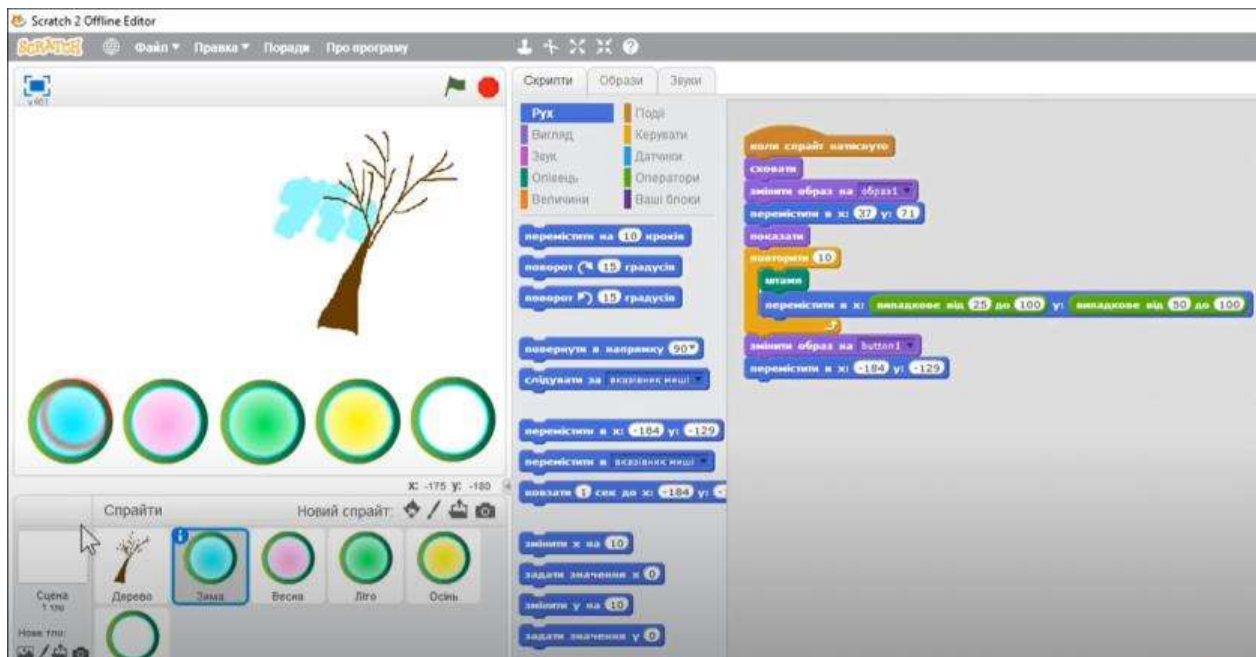 Scratch 2 Offline Editor
SCRATCH Файл Правка Поради Про програму
v461
Скрипти Образи Звуки
Рух
Вигляд
Звук
Олівець
Величини
Події
Керувати
Датчики
Оператори
Ваші блоки
перемістити на 10 кроків
поворот 15 градусів
поворот 15 градусів
повернути в напрямку 90
слідувати за вказівник миші
перемістити в x: -184 y: -129
перемістити в вказівник миші
ковзати 1 сек до x: -184 y: -1
змінити x на 10
задати значення x 0
змінити y на 10
задати значення y 0
коли спрайт натиснуто
сховати
змінити образ на образ1
перемістити в x: 37 y: 71
показати
повторити 10
штамп
перемістити в x: випадкове від 25 до 100 y: випадкове від 50 до 100
змінити образ на button1
перемістити в x: -184 y: -129
x: -175 y: -180
Спрайти Новий спрайт:
Сцена
1 тло
Нове тло:
Дерево Зима Весна Літо Осінь